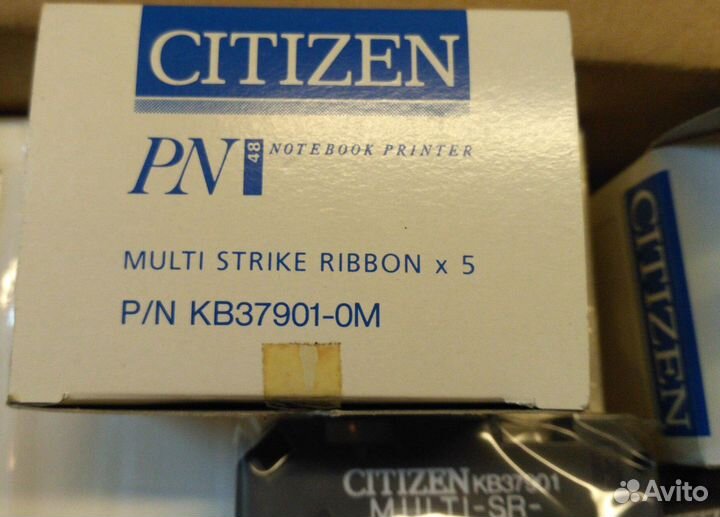 CITIZEN
PN 48 NOTEBOOK PRINTER
MULTI STRIKE RIBBON x 5
P/N KB37901-0M
CITIZEN
CITIZEN KB37901
MULTI-SR-
Avito